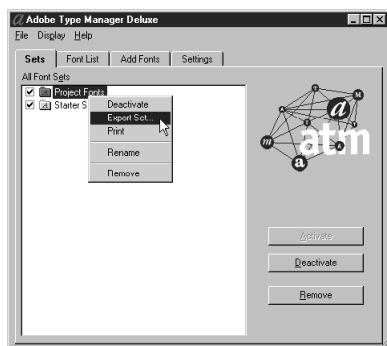 Adobe Type Manager Deluxe
File Display Help
Sets Font List Add Fonts Settings
All Font Sets
Project Fonts
Starter S
Deactivate
Export Set...
Print
Rename
Remove
atm
Activate
Deactivate
Remove